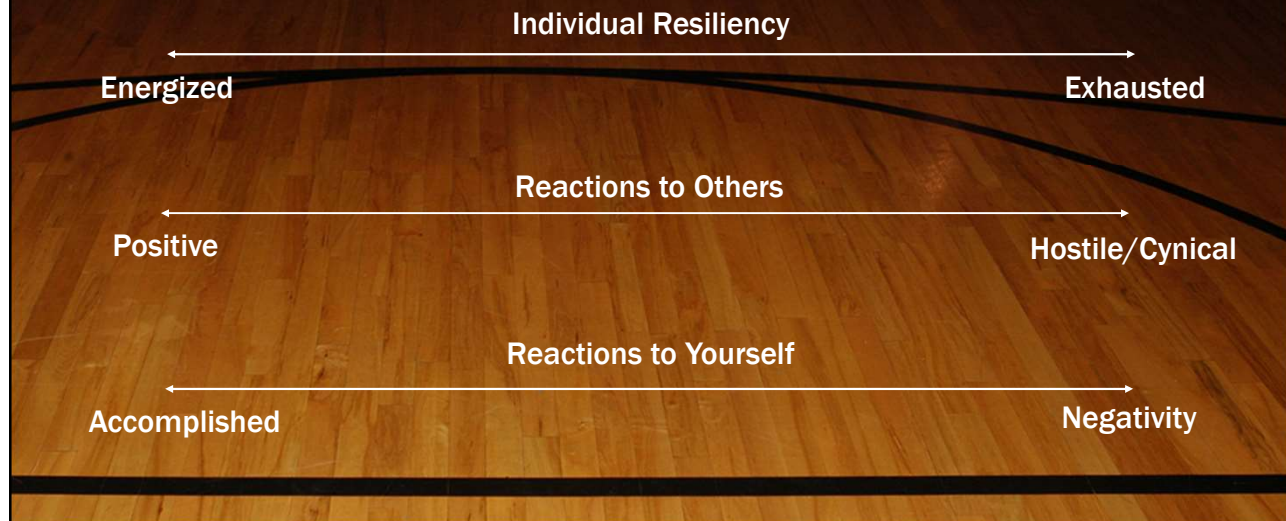 Individual Resiliency
Energized Exhausted
Reactions to Others
Positive Hostile/Cynical
Reactions to Yourself
Accomplished Negativity